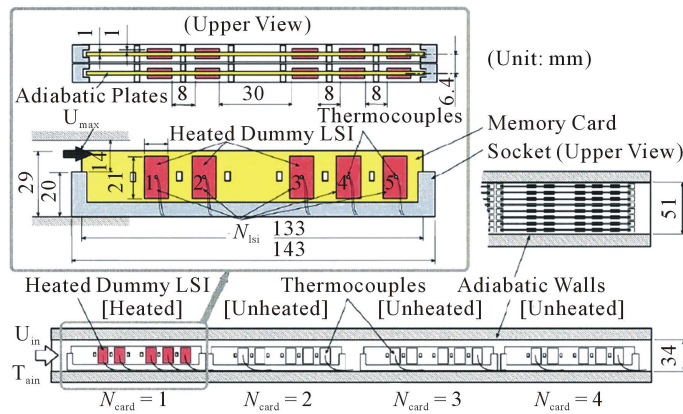 (Upper View)
(Unit: mm)
1
1
8
30
8
8
6.4
Adiabatic Plates
Thermocouples
Umax
Heated Dummy LSI
Memory Card
Socket (Upper View)
14
29
20
21
1
2
3
4
5
Nlsi
133
143
51
Heated Dummy LSI
Thermocouples
Adiabatic Walls
[Heated]
[Unheated]
[Unheated]
[Unheated]
Uin
Tain
34
Ncard = 1
Ncard = 2
Ncard = 3
Ncard = 4